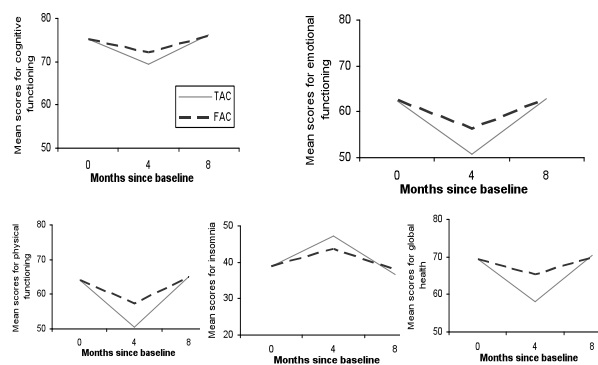 Mean scores for cognitive
functioning
80
70
60
50
0
4
8
Months since baseline
TAC
FAC
Mean scores for emotional
functioning
80
70
60
50
0
4
8
Months since baseline
Mean scores for physical
functioning
80
70
60
50
0
4
8
Months since baseline
Mean scores for insomnia
50
40
30
20
0
4
8
Months since baseline
Mean scores for global
health
80
70
60
50
0
4
8
Months since baseline